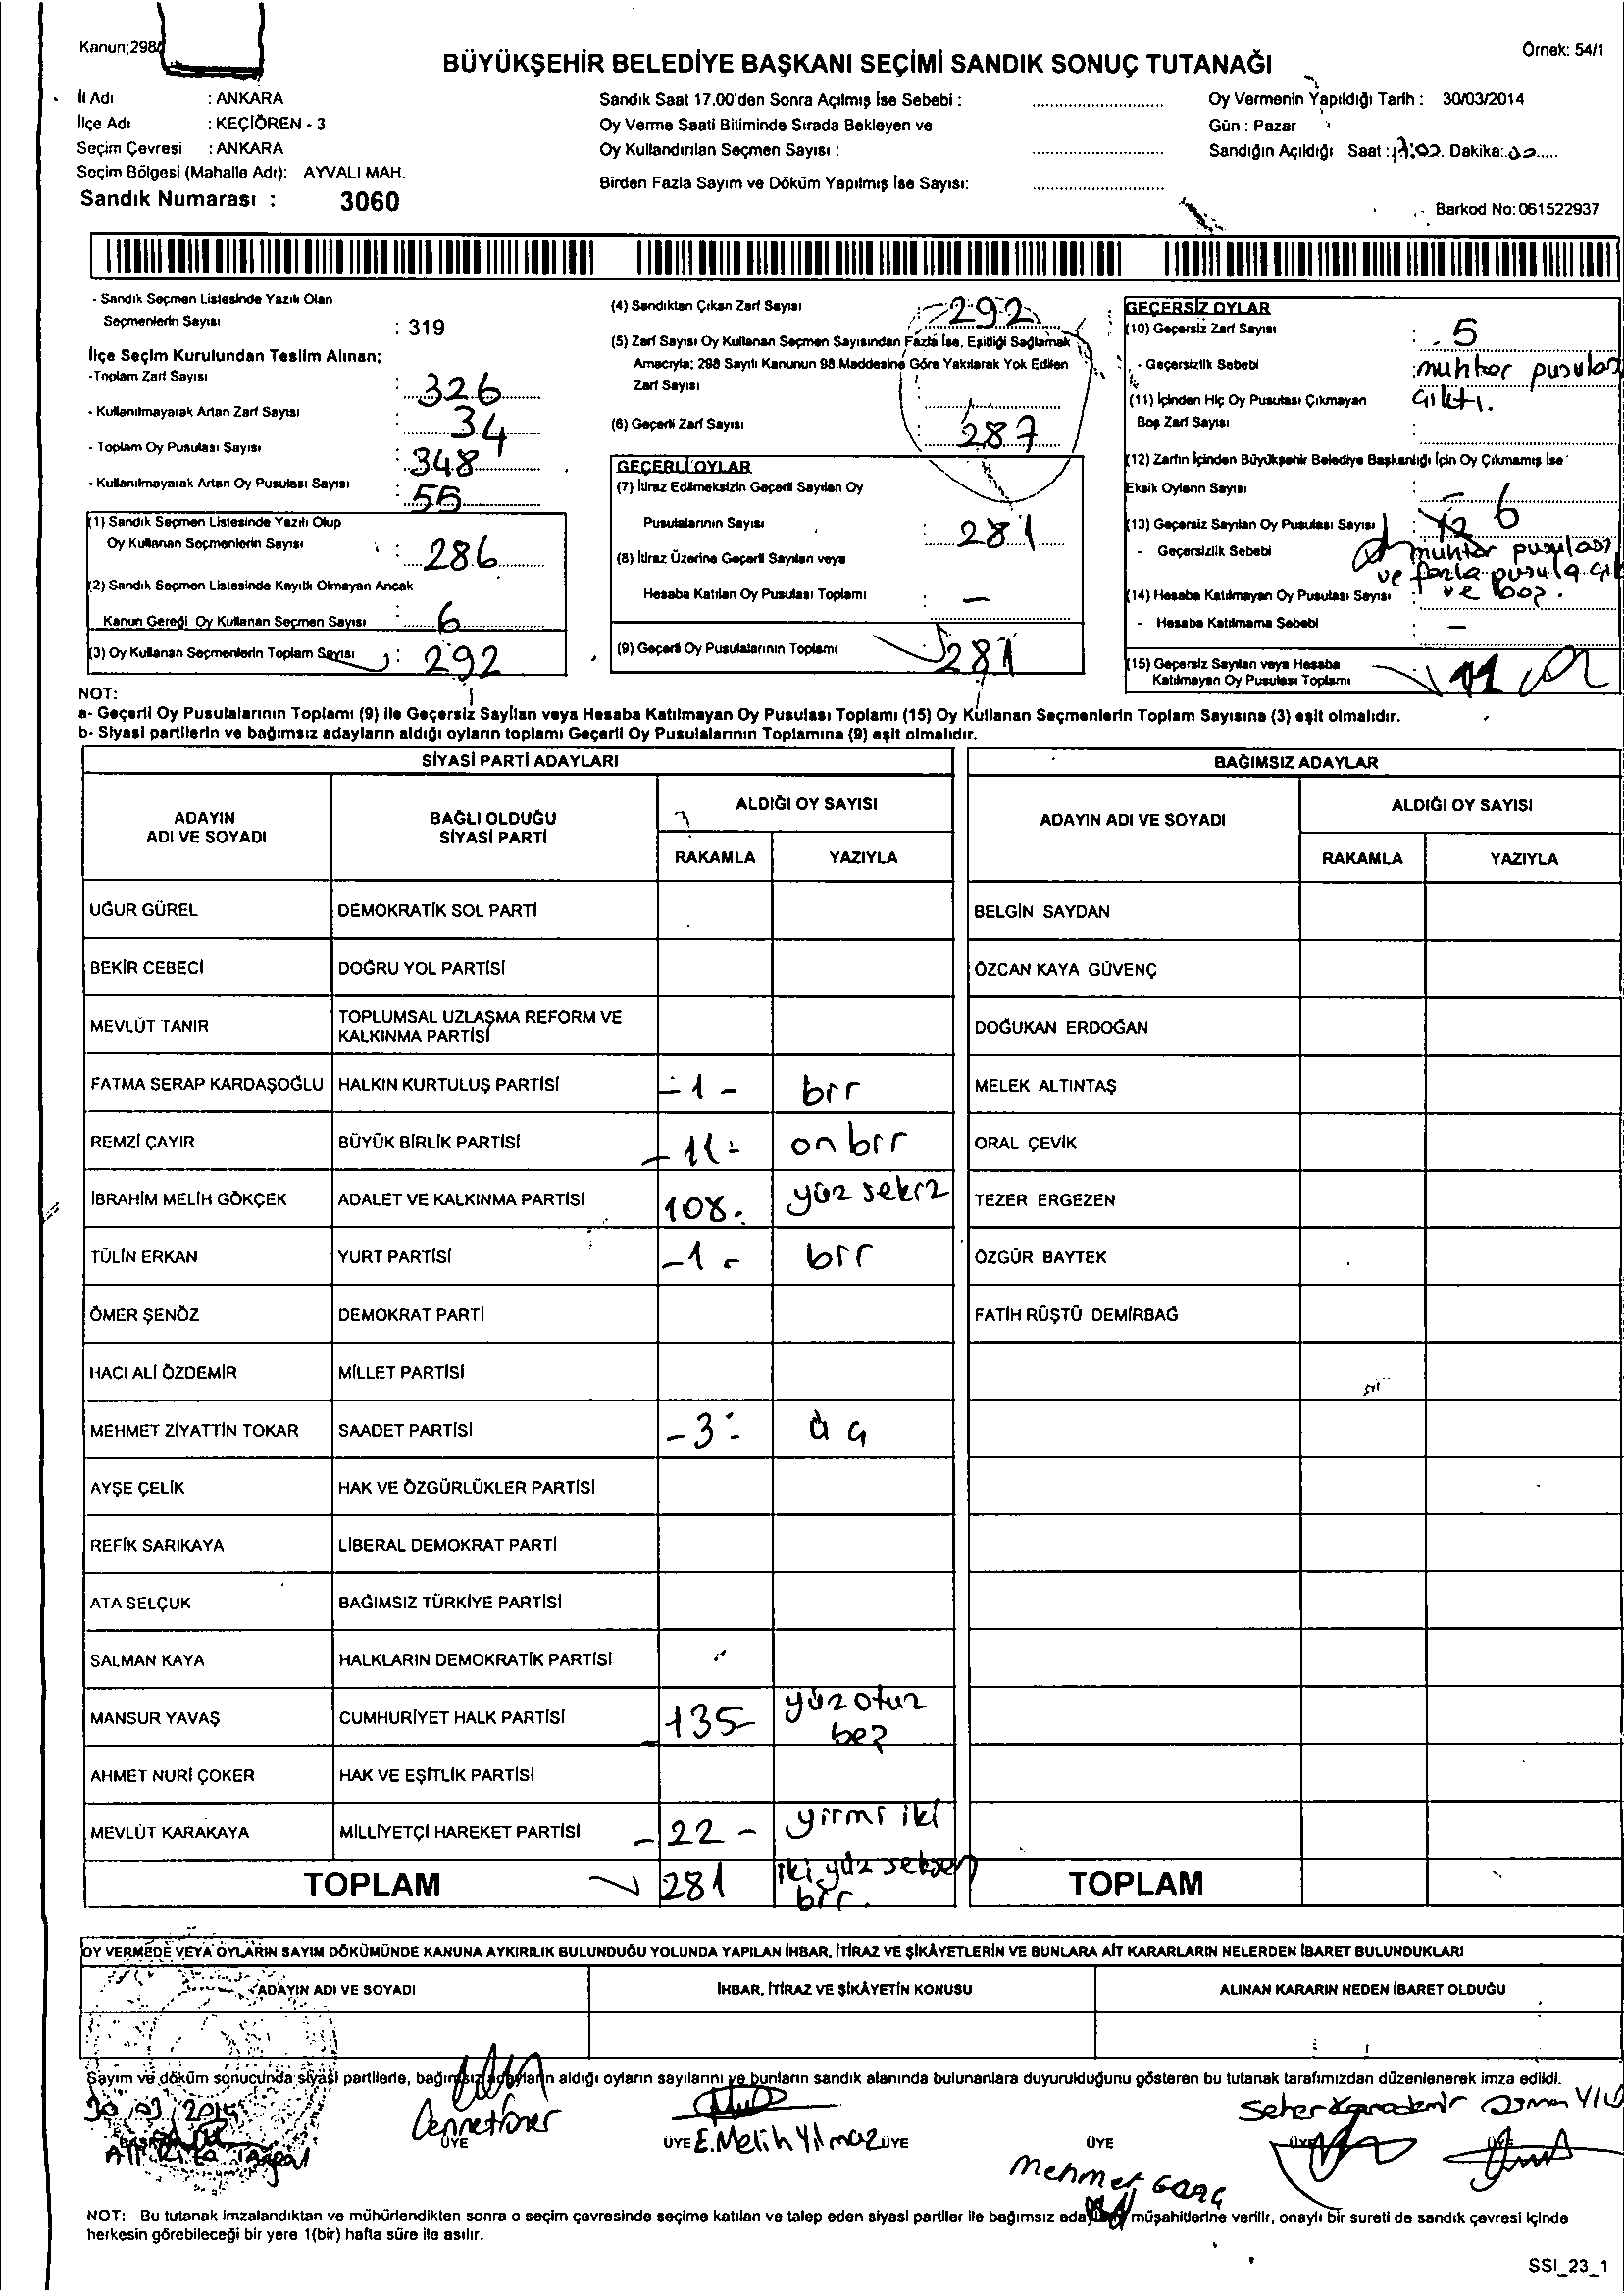 Kanun;298
Örnek: 54/1
BÜYÜKŞEHİR BELEDİYE BAŞKANI SEÇİMİ SANDIK SONUÇ TUTANAĞI
İl Adı : ANKARA
İlçe Adı : KEÇİÖREN - 3
Seçim Çevresi : ANKARA
Seçim Bölgesi (Mahalle Adı): AYVALI MAH.
Sandık Numarası : 3060
Sandık Saat 17.00'den Sonra Açılmış İse Sebebi :
Oy Verme Saati Bitiminde Sırada Bekleyen ve
Oy Kullandırılan Seçmen Sayısı :
Birden Fazla Sayım ve Döküm Yapılmış İse Sayısı:
Oy Vermenin Yapıldığı Tarih : 30/03/2014
Gün : Pazar
Sandığın Açıldığı Saat : 17:02. Dakika:
Barkod No: 061522937
- Sandık Seçmen Listesinde Yazılı Olan
Seçmenlerin Sayısı : 319
İlçe Seçim Kurulundan Teslim Alınan;
-Toplam Zarf Sayısı : 326
- Kullanılmayarak Artan Zarf Sayısı : 34
- Toplam Oy Pusulası Sayısı : 348
- Kullanılmayarak Artan Oy Pusulası Sayısı : 56
(1) Sandık Seçmen Listesinde Yazılı Olup
Oy Kullanan Seçmenlerin Sayısı : 286
(2) Sandık Seçmen Listesinde Kayıtlı Olmayan Ancak
Kanun Gereği Oy Kullanan Seçmen Sayısı : 6
(3) Oy Kullanan Seçmenlerin Toplam Sayısı : 292
(4) Sandıktan Çıkan Zarf Sayısı : 292
(5) Zarf Sayısı Oy Kullanan Seçmen Sayısından Fazla İse, Eşitliği Sağlamak
Amacıyla; 298 Sayılı Kanunun 98.Maddesine Göre Yakılarak Yok Edilen
Zarf Sayısı
(6) Geçerli Zarf Sayısı : 287
GEÇERLİ OYLAR
(7) İtiraz Edilmeksizin Geçerli Sayılan Oy
Pusulalarının Sayısı : 281
(8) İtiraz Üzerine Geçerli Sayılan veya
Hesaba Katılan Oy Pusulası Toplamı : —
(9) Geçerli Oy Pusulalarının Toplamı 281
GEÇERSİZ OYLAR
(10) Geçersiz Zarf Sayısı : 5
- Geçersizlik Sebebi : muhtar pusulası
çıktı.
(11) İçinden Hiç Oy Pusulası Çıkmayan
Boş Zarf Sayısı :
(12) Zarfın İçinden Büyükşehir Belediye Başkanlığı İçin Oy Çıkmamış İse
Eksik Oyların Sayısı : —
(13) Geçersiz Sayılan Oy Pusulası Sayısı : 6
- Geçersizlik Sebebi muhtar pusulası
ve fazla pusula
ve boş.
(14) Hesaba Katılmayan Oy Pusulası Sayısı :
- Hesaba Katılmama Sebebi : —
(15) Geçersiz Sayılan veya Hesaba
Katılmayan Oy Pusulası Toplamı 11
NOT:
a- Geçerli Oy Pusulalarının Toplamı (9) ile Geçersiz Sayılan veya Hesaba Katılmayan Oy Pusulası Toplamı (15) Oy Kullanan Seçmenlerin Toplam Sayısına (3) eşit olmalıdır.
b- Siyasi partilerin ve bağımsız adayların aldığı oyların toplamı Geçerli Oy Pusulalarının Toplamına (9) eşit olmalıdır.
SİYASİ PARTİ ADAYLARI
BAĞIMSIZ ADAYLAR
ADAYIN
ADI VE SOYADI
BAĞLI OLDUĞU
SİYASİ PARTİ
ALDIĞI OY SAYISI
RAKAMLA YAZIYLA
ADAYIN ADI VE SOYADI
ALDIĞI OY SAYISI
RAKAMLA YAZIYLA
UĞUR GÜREL DEMOKRATİK SOL PARTİ BELGİN SAYDAN
BEKİR CEBECİ DOĞRU YOL PARTİSİ ÖZCAN KAYA GÜVENÇ
MEVLÜT TANIR TOPLUMSAL UZLAŞMA REFORM VE
KALKINMA PARTİSİ DOĞUKAN ERDOĞAN
FATMA SERAP KARDAŞOĞLU HALKIN KURTULUŞ PARTİSİ -1- bir MELEK ALTINTAŞ
REMZİ ÇAYIR BÜYÜK BİRLİK PARTİSİ -11- on bir ORAL ÇEVİK
İBRAHİM MELİH GÖKÇEK ADALET VE KALKINMA PARTİSİ 108. yüz sekiz TEZER ERGEZEN
TÜLİN ERKAN YURT PARTİSİ -1- bir ÖZGÜR BAYTEK
ÖMER ŞENÖZ DEMOKRAT PARTİ FATİH RÜŞTÜ DEMİRBAĞ
HACI ALİ ÖZDEMİR MİLLET PARTİSİ
MEHMET ZİYATTİN TOKAR SAADET PARTİSİ -3- üç
AYŞE ÇELİK HAK VE ÖZGÜRLÜKLER PARTİSİ
REFİK SARIKAYA LİBERAL DEMOKRAT PARTİ
ATA SELÇUK BAĞIMSIZ TÜRKİYE PARTİSİ
SALMAN KAYA HALKLARIN DEMOKRATİK PARTİSİ
MANSUR YAVAŞ CUMHURİYET HALK PARTİSİ 135- yüz otuz
beş
AHMET NURİ ÇOKER HAK VE EŞİTLİK PARTİSİ
MEVLÜT KARAKAYA MİLLİYETÇİ HAREKET PARTİSİ -22- yirmi iki
TOPLAM 281 iki yüz seksen
bir.
TOPLAM
OY VERMEDE VEYA OYLARIN SAYIM DÖKÜMÜNDE KANUNA AYKIRILIK BULUNDUĞU YOLUNDA YAPILAN İHBAR, İTİRAZ VE ŞİKÂYETLERİN VE BUNLARA AİT KARARLARIN NELERDEN İBARET BULUNDUKLARI
ADAYIN ADI VE SOYADI İHBAR, İTİRAZ VE ŞİKÂYETİN KONUSU ALINAN KARARIN NEDEN İBARET OLDUĞU
Sayım ve döküm sonucunda siyasi partilerle, bağımsız adayların aldığı oyların sayılarını ve bunların sandık alanında bulunanlara duyurulduğunu gösteren bu tutanak tarafımızdan düzenlenerek imza edildi.
30/03/2014
Seher Karademir Osman
BAŞKAN ÜYE ÜYE E.Melih Yılmaz ÜYE ÜYE ÜYE ÜYE
Ali Rıza
Mehmet
NOT: Bu tutanak imzalandıktan ve mühürlendikten sonra o seçim çevresinde seçime katılan ve talep eden siyasi partiler ile bağımsız aday müşahitlerine verilir, onaylı bir sureti de sandık çevresi içinde
herkesin görebileceği bir yere 1(bir) hafta süre ile asılır.
SSI_23_1